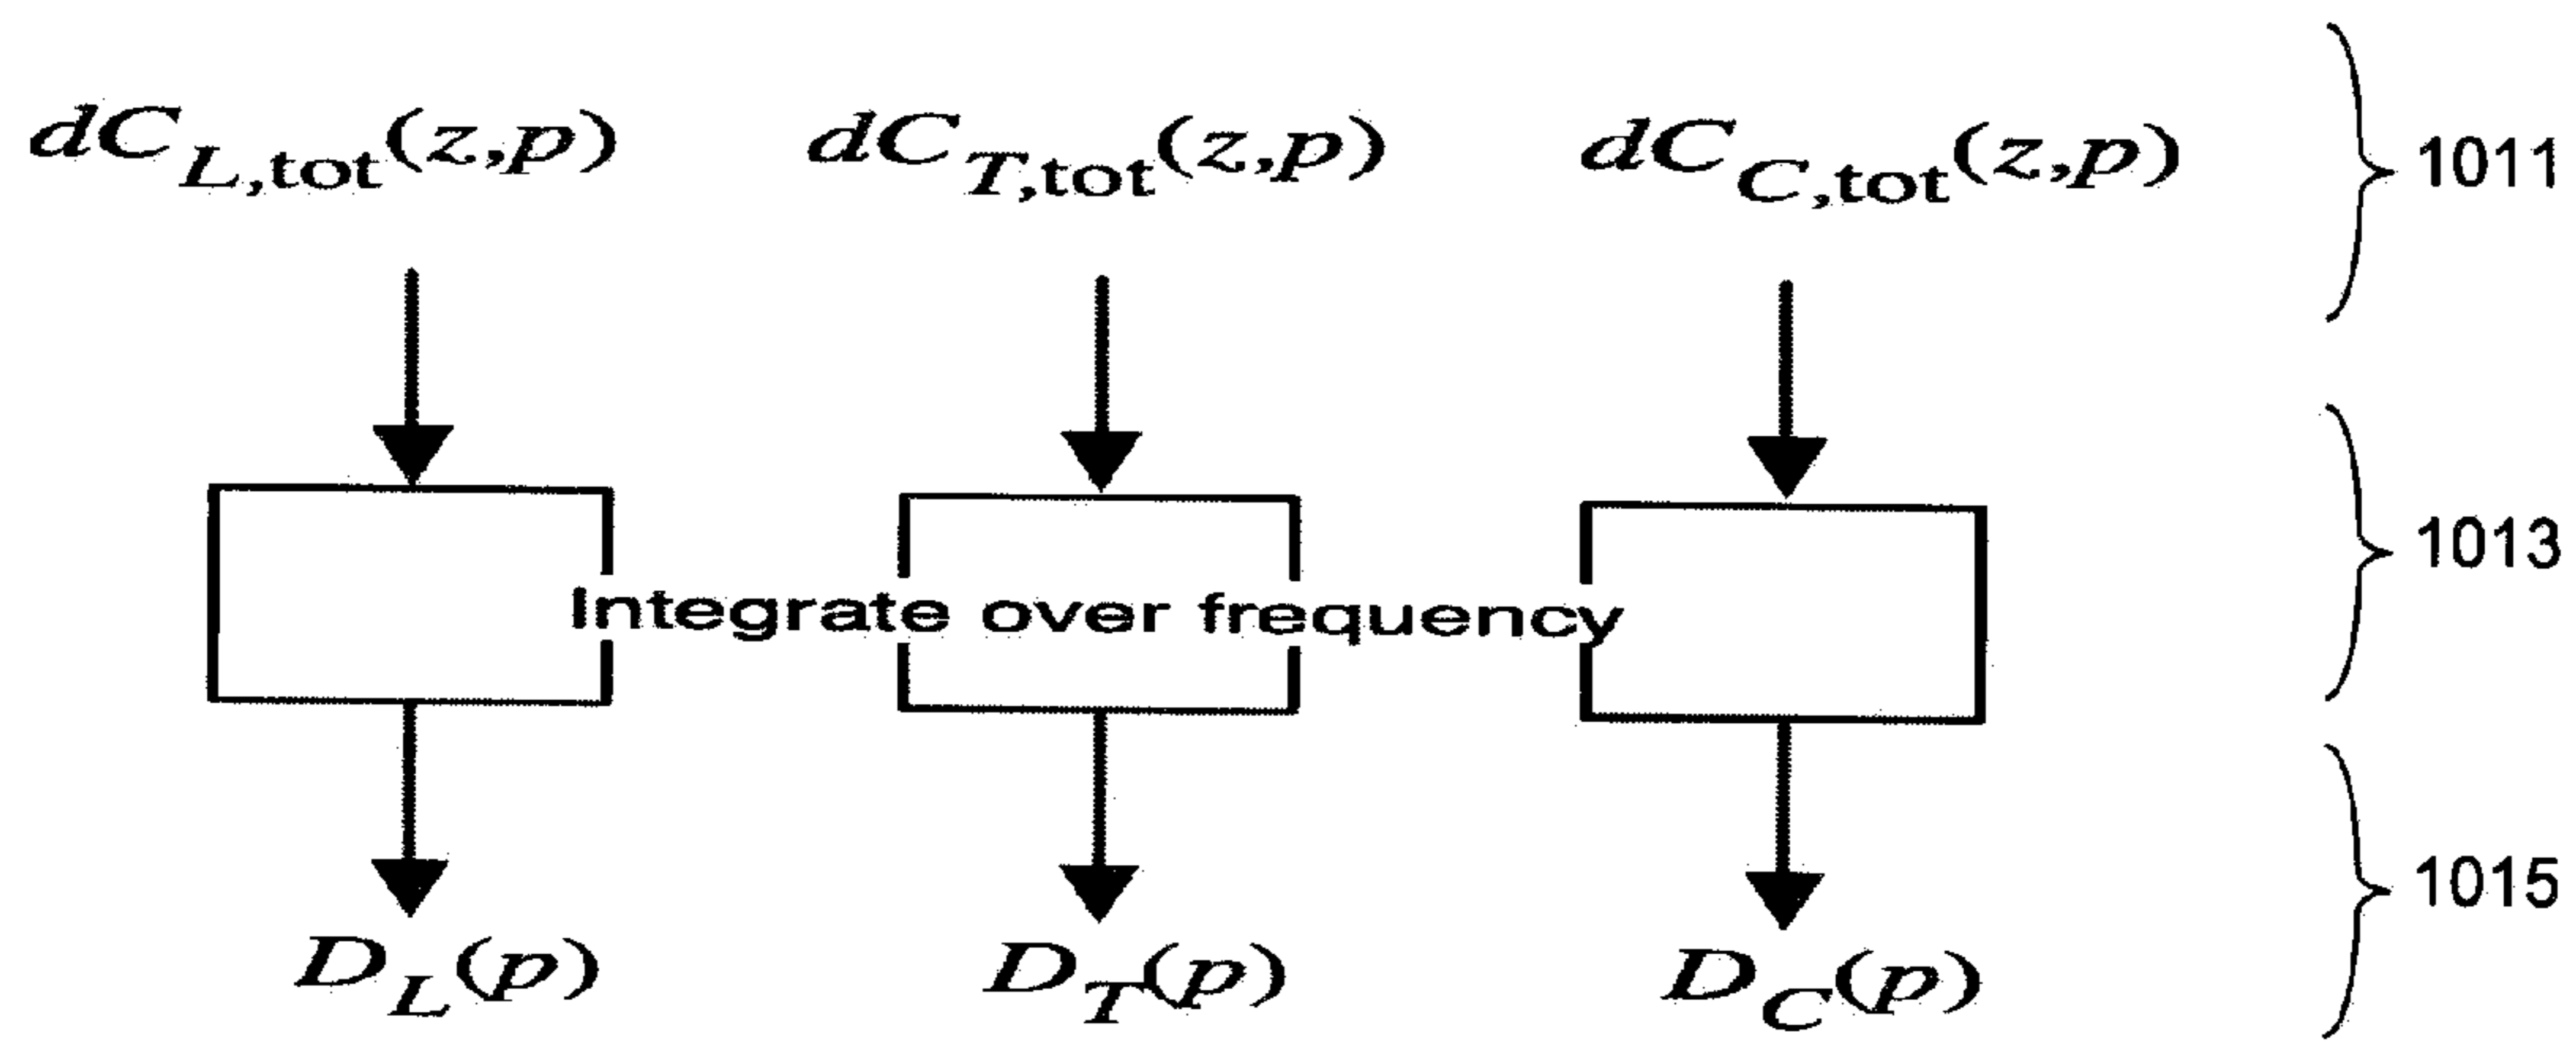 dC_{L,tot}(z,p) dC_{T,tot}(z,p) dC_{C,tot}(z,p) 1011
Integrate over frequency 1013
D_L(p) D_T(p) D_C(p) 1015